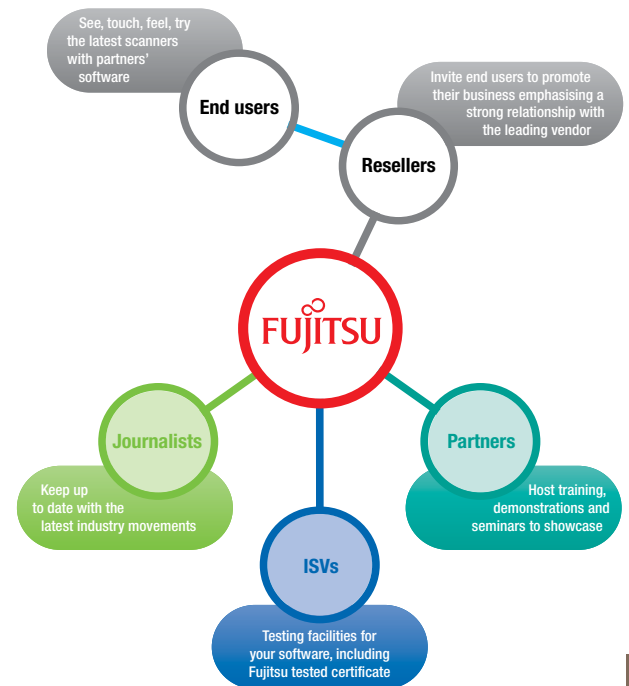 See, touch, feel, try
the latest scanners
with partners'
software
End users
Invite end users to promote
their business emphasising a
strong relationship with
the leading vendor
Resellers
FUJITSU
Journalists
Keep up
to date with the
latest industry movements
Partners
Host training,
demonstrations and
seminars to showcase
ISVs
Testing facilities for
your software, including
Fujitsu tested certificate